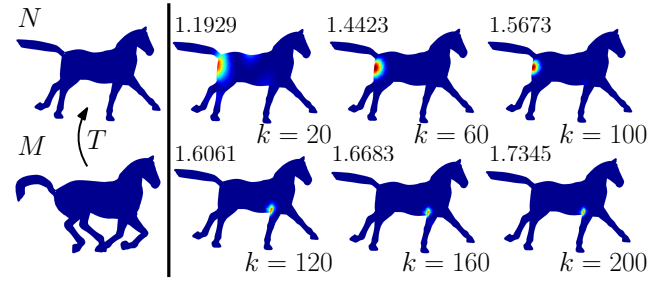 N
M
T
1.1929
1.4423
1.5673
k = 20
k = 60
k = 100
1.6061
1.6683
1.7345
k = 120
k = 160
k = 200